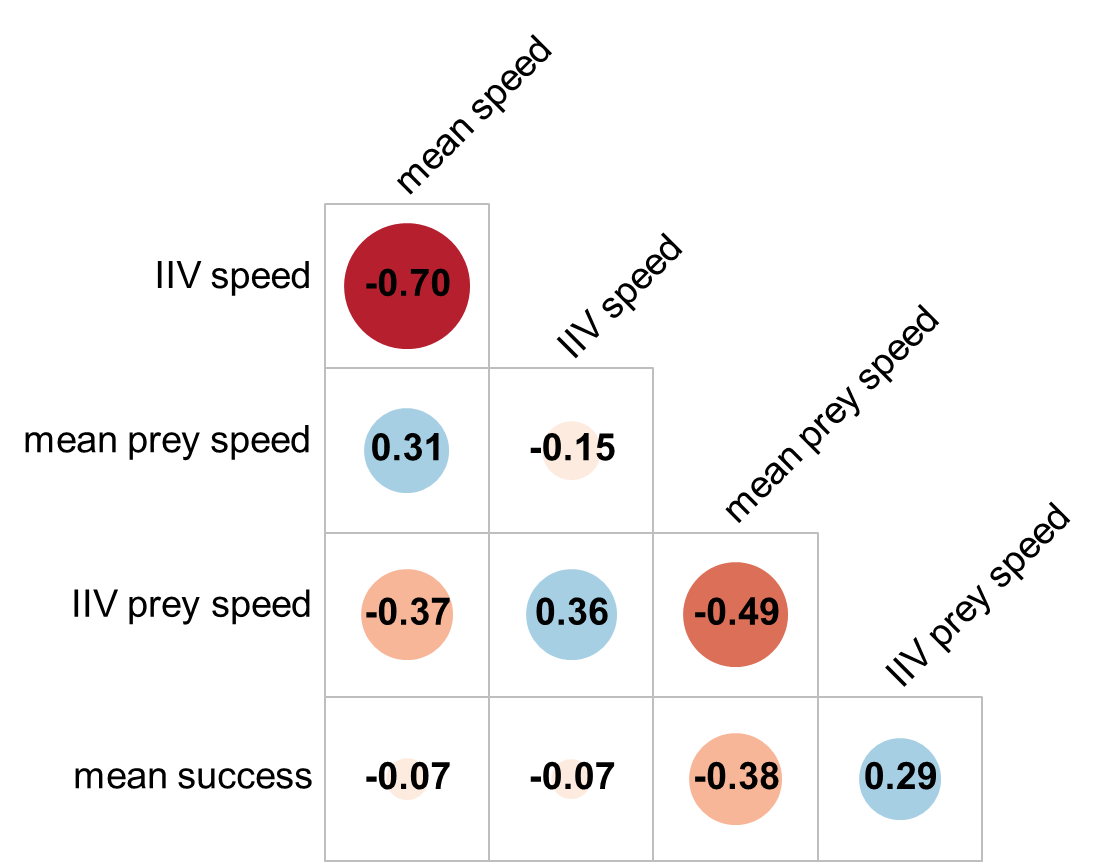 mean speed
IIV speed
-0.70
IIV speed
mean prey speed
0.31
-0.15
mean prey speed
IIV prey speed
-0.37
0.36
-0.49
IIV prey speed
mean success
-0.07
-0.07
-0.38
0.29